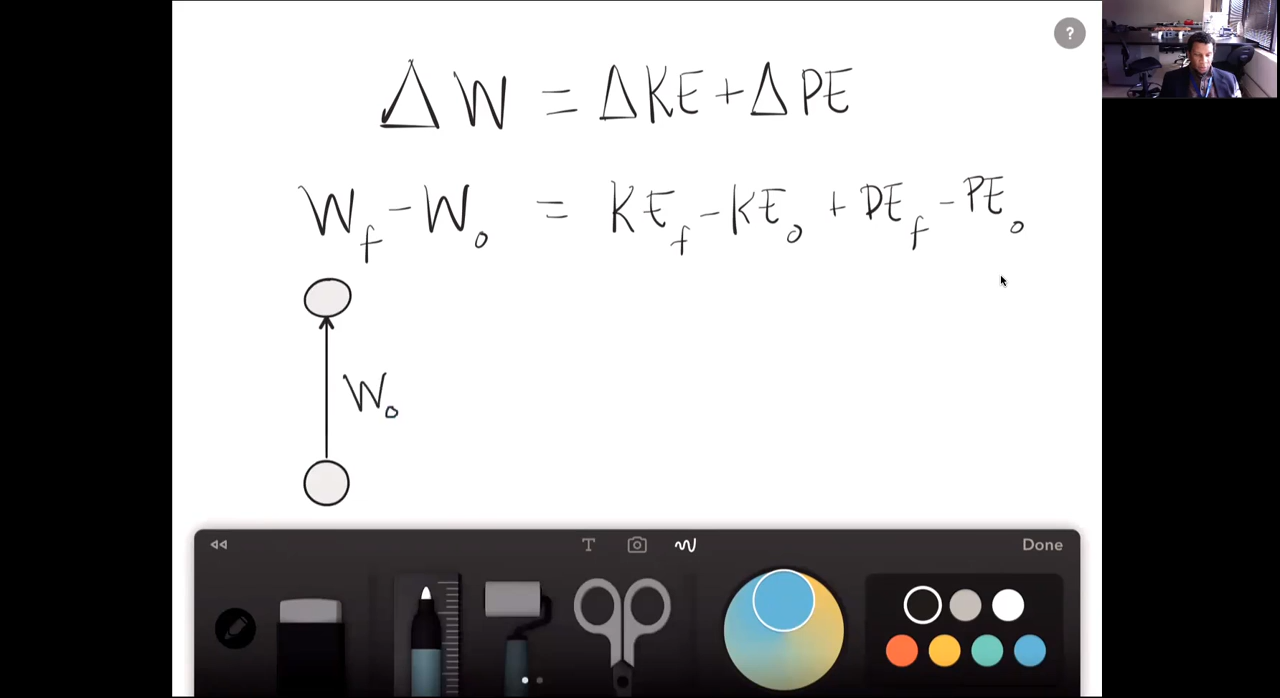 ?
ΔW = ΔKE + ΔPE
W_f - W_o = KE_f - KE_o + PE_f - PE_o
W_o
T
Done